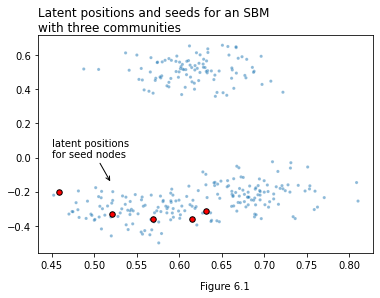 Latent positions and seeds for an SBM
with three communities
0.6
0.4
0.2
0.0
−0.2
−0.4
latent positions
for seed nodes
0.45 0.50 0.55 0.60 0.65 0.70 0.75 0.80
Figure 6.1